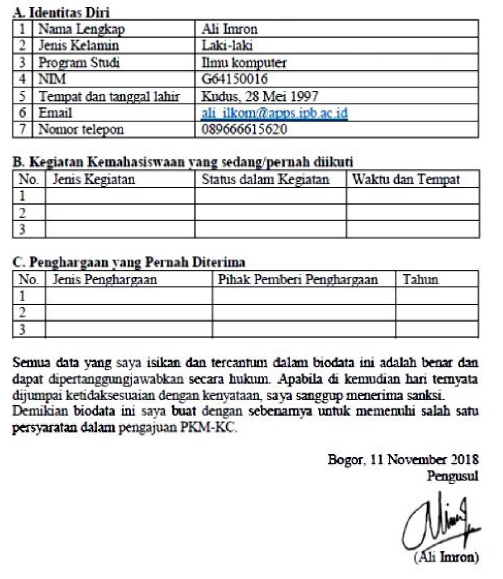 A. Identitas Diri
1 Nama Lengkap Ali Imron
2 Jenis Kelamin Laki-laki
3 Program Studi Ilmu komputer
4 NIM G64150016
5 Tempat dan tanggal lahir Kudus, 28 Mei 1997
6 Email ali_ilkom@apps.ipb.ac.id
7 Nomor telepon 089666615620
B. Kegiatan Kemahasiswaan yang sedang/pernah diikuti
No. Jenis Kegiatan Status dalam Kegiatan Waktu dan Tempat
1
2
3
C. Penghargaan yang Pernah Diterima
No. Jenis Penghargaan Pihak Pemberi Penghargaan Tahun
1
2
3
Semua data yang saya isikan dan tercantum dalam biodata ini adalah benar dan
dapat dipertanggungjawabkan secara hukum. Apabila di kemudian hari ternyata
dijumpai ketidaksesuaian dengan kenyataan, saya sanggup menerima sanksi.
Demikian biodata ini saya buat dengan sebenarnya untuk memenuhi salah satu
persyaratan dalam pengajuan PKM-KC.
Bogor, 11 November 2018
Pengusul
(Ali Imron)